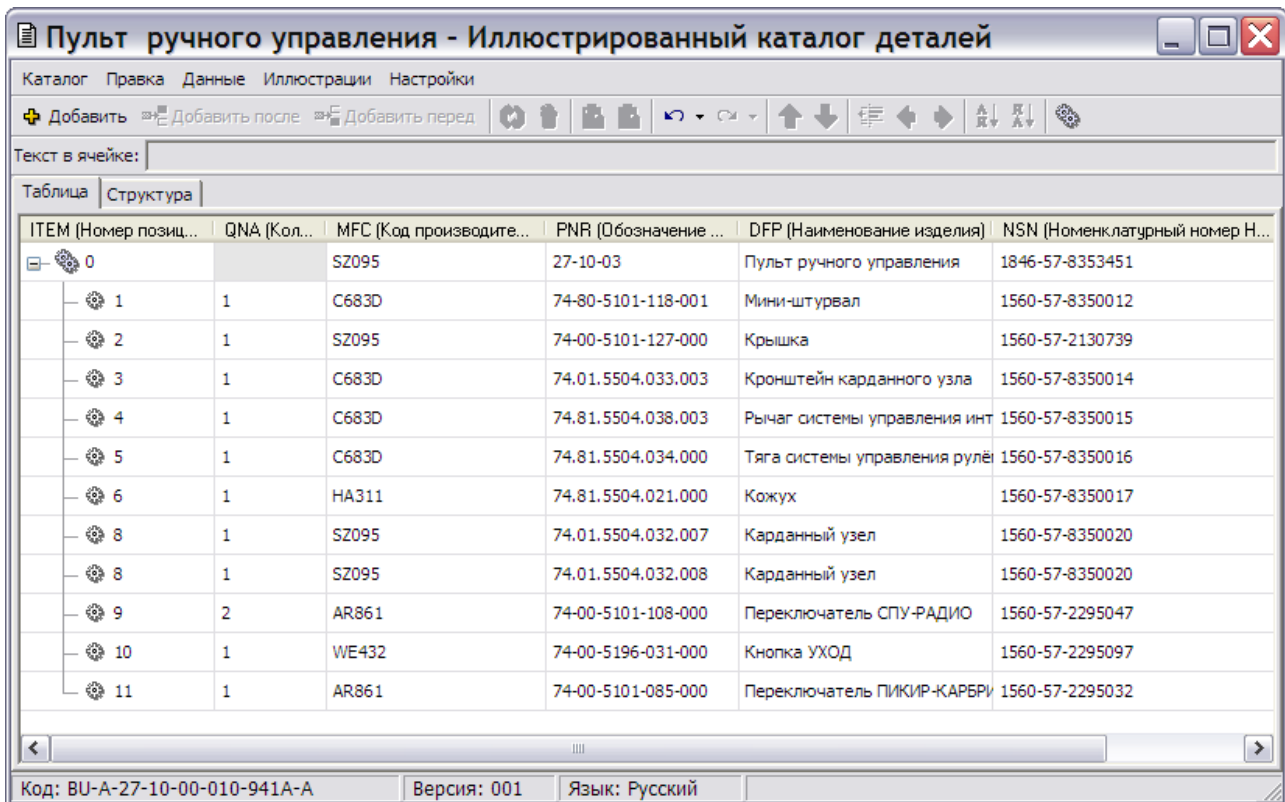 Пульт ручного управления - Иллюстрированный каталог деталей
Каталог Правка Данные Иллюстрации Настройки
Добавить Добавить после Добавить перед
Текст в ячейке:
Таблица Структура
ITEM (Номер позиц... QNA (Кол... MFC (Код производите... PNR (Обозначение ... DFP (Наименование изделия) NSN (Номенклатурный номер Н...
0 SZ095 27-10-03 Пульт ручного управления 1846-57-8353451
1 1 C683D 74-80-5101-118-001 Мини-штурвал 1560-57-8350012
2 1 SZ095 74-00-5101-127-000 Крышка 1560-57-2130739
3 1 C683D 74.01.5504.033.003 Кронштейн карданного узла 1560-57-8350014
4 1 C683D 74.81.5504.038.003 Рычаг системы управления инт 1560-57-8350015
5 1 C683D 74.81.5504.034.000 Тяга системы управления рулё 1560-57-8350016
6 1 HA311 74.81.5504.021.000 Кожух 1560-57-8350017
8 1 SZ095 74.01.5504.032.007 Карданный узел 1560-57-8350020
8 1 SZ095 74.01.5504.032.008 Карданный узел 1560-57-8350020
9 2 AR861 74-00-5101-108-000 Переключатель СПУ-РАДИО 1560-57-2295047
10 1 WE432 74-00-5196-031-000 Кнопка УХОД 1560-57-2295097
11 1 AR861 74-00-5101-085-000 Переключатель ПИКИР-КАРБРИ 1560-57-2295032
Код: BU-A-27-10-00-010-941A-A Версия: 001 Язык: Русский